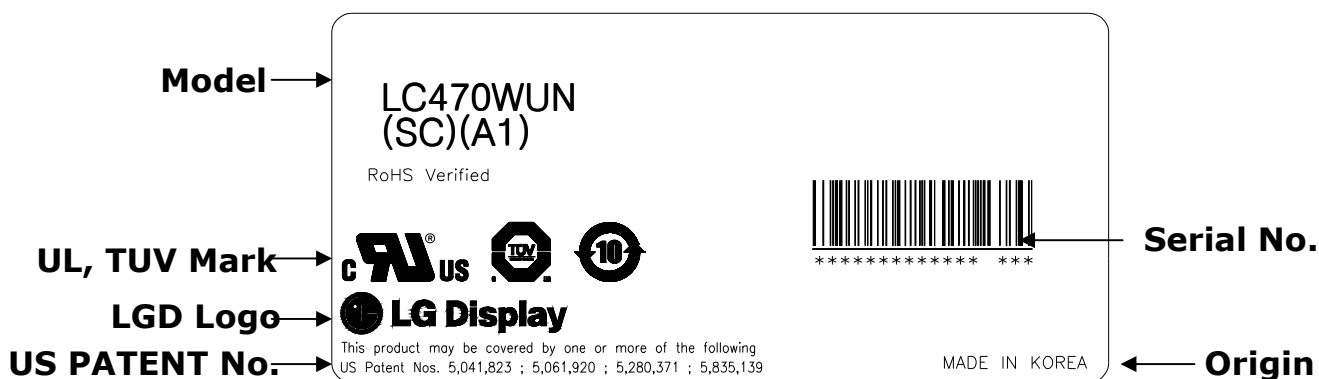 Model
LC470WUN
(SC)(A1)
RoHS Verified
UL, TUV Mark
C US ®
TUV
10
Serial No.
************* ***
LGD Logo
LG Display
This product may be covered by one or more of the following
US PATENT No.
US Patent Nos. 5,041,823 ; 5,061,920 ; 5,280,371 ; 5,835,139
MADE IN KOREA
Origin